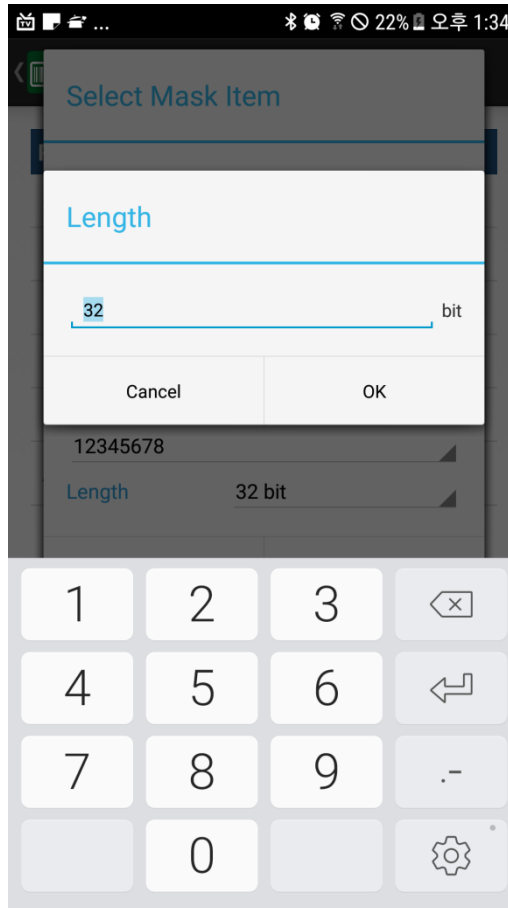 ... 22% 오후 1:34
Select Mask Item
Length
32 bit
Cancel OK
12345678
Length 32 bit
1 2 3
4 5 6
7 8 9 .-
0